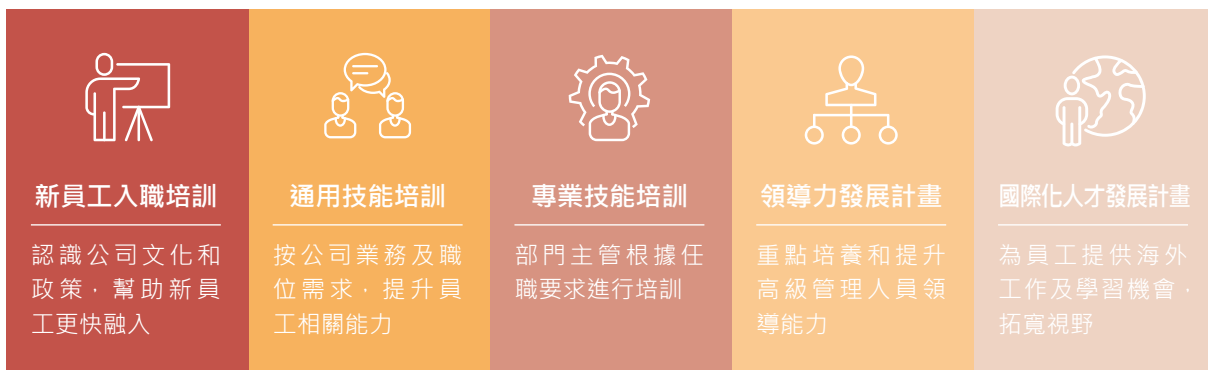 新員工入職培訓
認識公司文化和
政策，幫助新員
工更快融入
通用技能培訓
按公司業務及職
位需求，提升員
工相關能力
專業技能培訓
部門主管根據任
職要求進行培訓
領導力發展計畫
重點培養和提升
高級管理人員領
導能力
國際化人才發展計畫
為員工提供海外
工作及學習機會，
拓寬視野